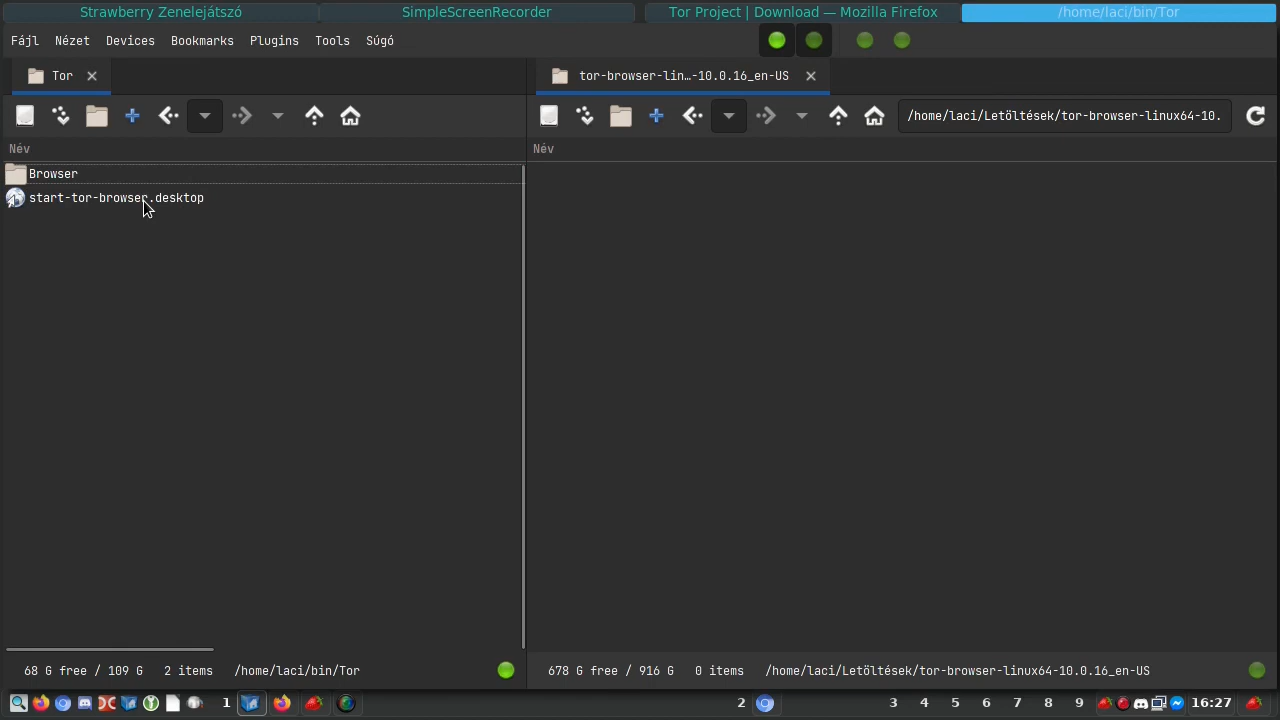 Strawberry Zenelejátszó
SimpleScreenRecorder
Tor Project | Download — Mozilla Firefox
/home/laci/bin/Tor
Fájl Nézet Devices Bookmarks Plugins Tools Súgó
Tor
tor-browser-lin…-10.0.16_en-US
/home/laci/Letöltések/tor-browser-linux64-10.
Név
Név
Browser
start-tor-browser.desktop
68 G free / 109 G 2 items /home/laci/bin/Tor
678 G free / 916 G 0 items /home/laci/Letöltések/tor-browser-linux64-10.0.16_en-US
1 2 3 4 5 6 7 8 9 16:27